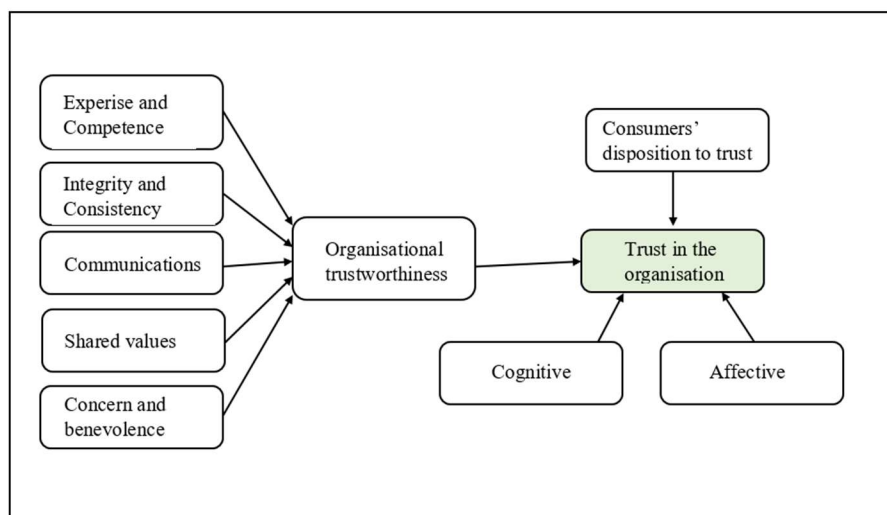 Experise and
Competence
Integrity and
Consistency
Communications
Shared values
Concern and
benevolence
Organisational
trustworthiness
Consumers’
disposition to trust
Trust in the
organisation
Cognitive
Affective